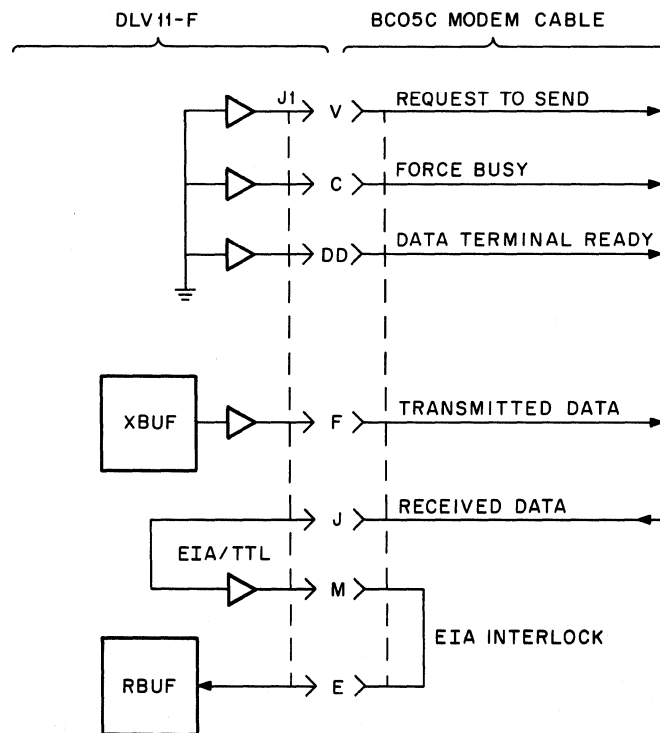 DLV11-F
BC05C MODEM CABLE
J1
V
REQUEST TO SEND
C
FORCE BUSY
DD
DATA TERMINAL READY
XBUF
F
TRANSMITTED DATA
J
RECEIVED DATA
EIA/TTL
M
EIA INTERLOCK
RBUF
E